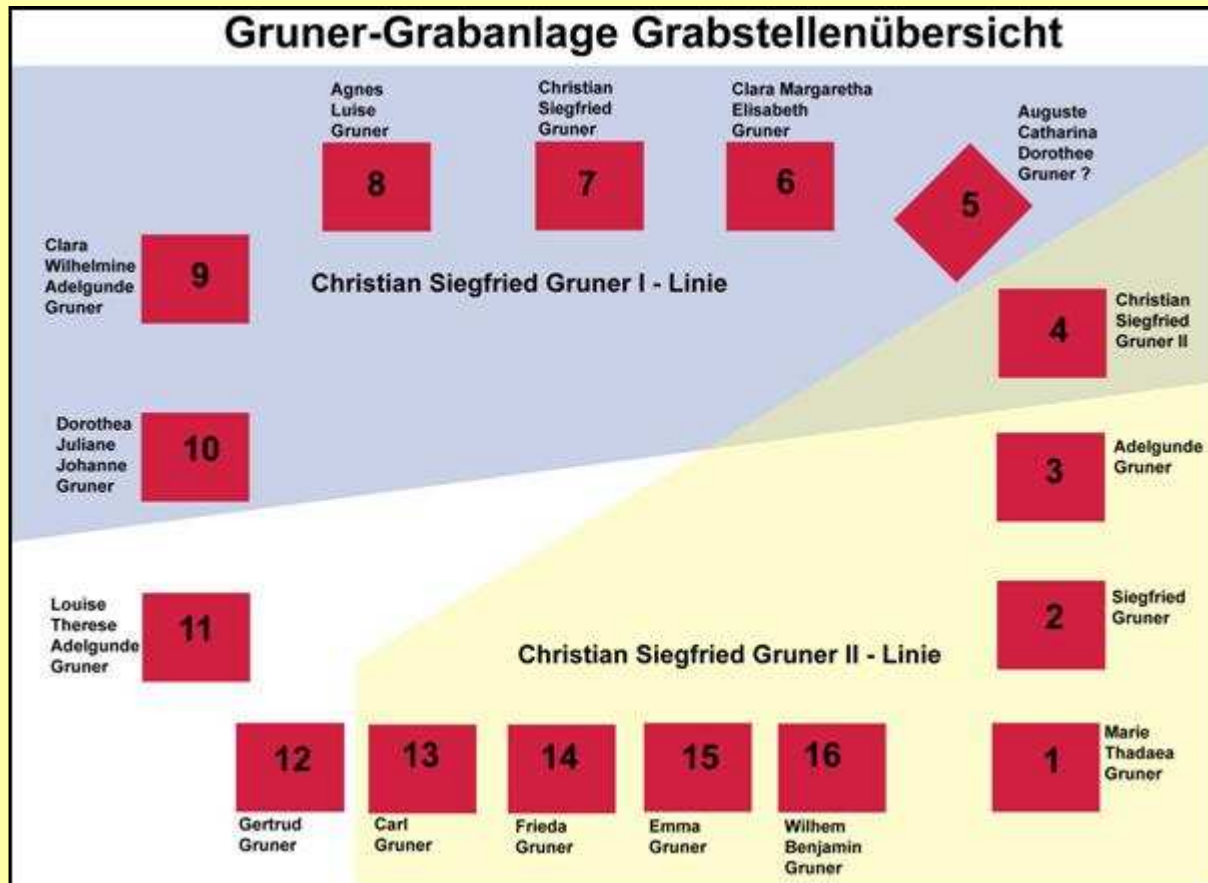 Gruner-Grabanlage Grabstellenübersicht
Agnes
Luise
Gruner
8
Christian
Siegfried
Gruner
7
Clara Margaretha
Elisabeth
Gruner
6
Auguste
Catharina
Dorothee
Gruner ?
5
Clara
Wilhelmine
Adelgunde
Gruner
9
Christian Siegfried Gruner I - Linie
4
Christian
Siegfried
Gruner II
Dorothea
Juliane
Johanne
Gruner
10
3
Adelgunde
Gruner
Louise
Therese
Adelgunde
Gruner
11
2
Siegfried
Gruner
Christian Siegfried Gruner II - Linie
12
Gertrud
Gruner
13
Carl
Gruner
14
Frieda
Gruner
15
Emma
Gruner
16
Wilhem
Benjamin
Gruner
1
Marie
Thadaea
Gruner